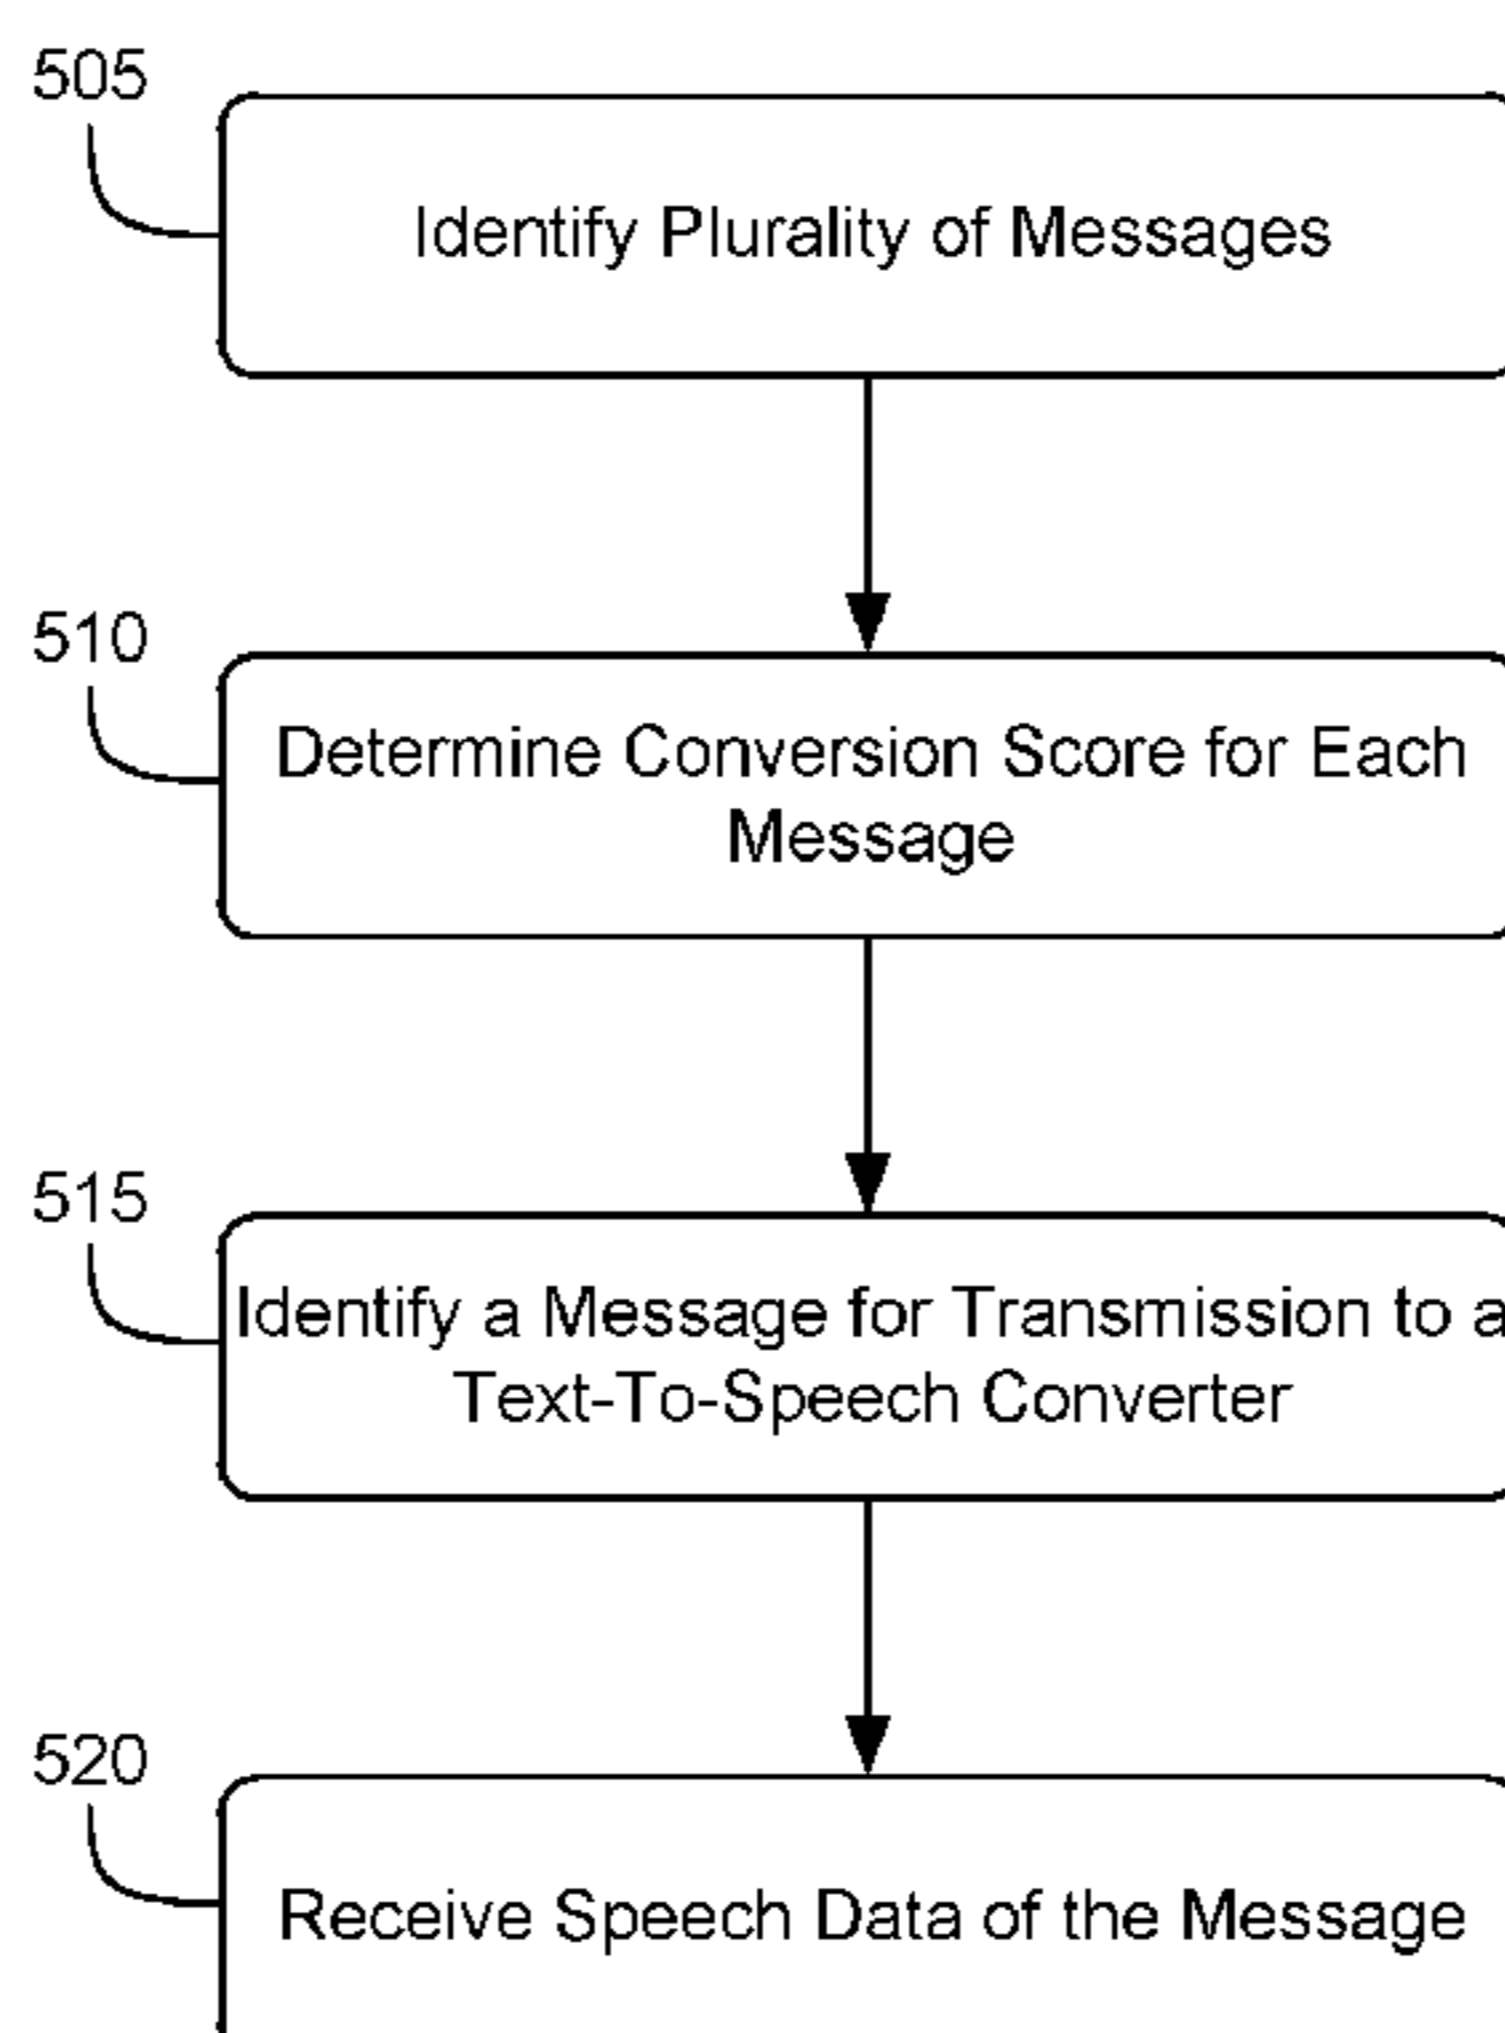 505
Identify Plurality of Messages
510
Determine Conversion Score for Each
Message
515
Identify a Message for Transmission to a
Text-To-Speech Converter
520
Receive Speech Data of the Message